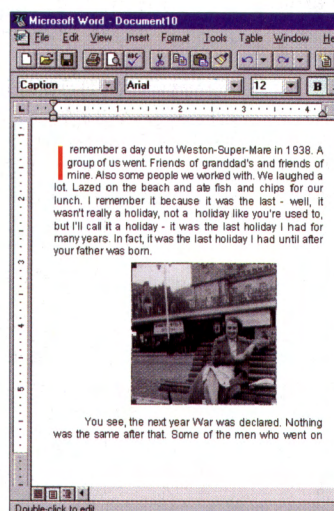 Microsoft Word - Document10
File Edit View Insert Format Tools Table Window He
Caption Arial 12 B
I remember a day out to Weston-Super-Mare in 1938. A
group of us went. Friends of granddad's and friends of
mine. Also some people we worked with. We laughed a
lot. Lazed on the beach and ate fish and chips for our
lunch. I remember it because it was the last - well, it
wasn't really a holiday, not a holiday like you're used to,
but I'll call it a holiday - it was the last holiday I had for
many years. In fact, it was the last holiday I had until after
your father was born.
You see, the next year War was declared. Nothing
was the same after that. Some of the men who went on
Double-click to edit